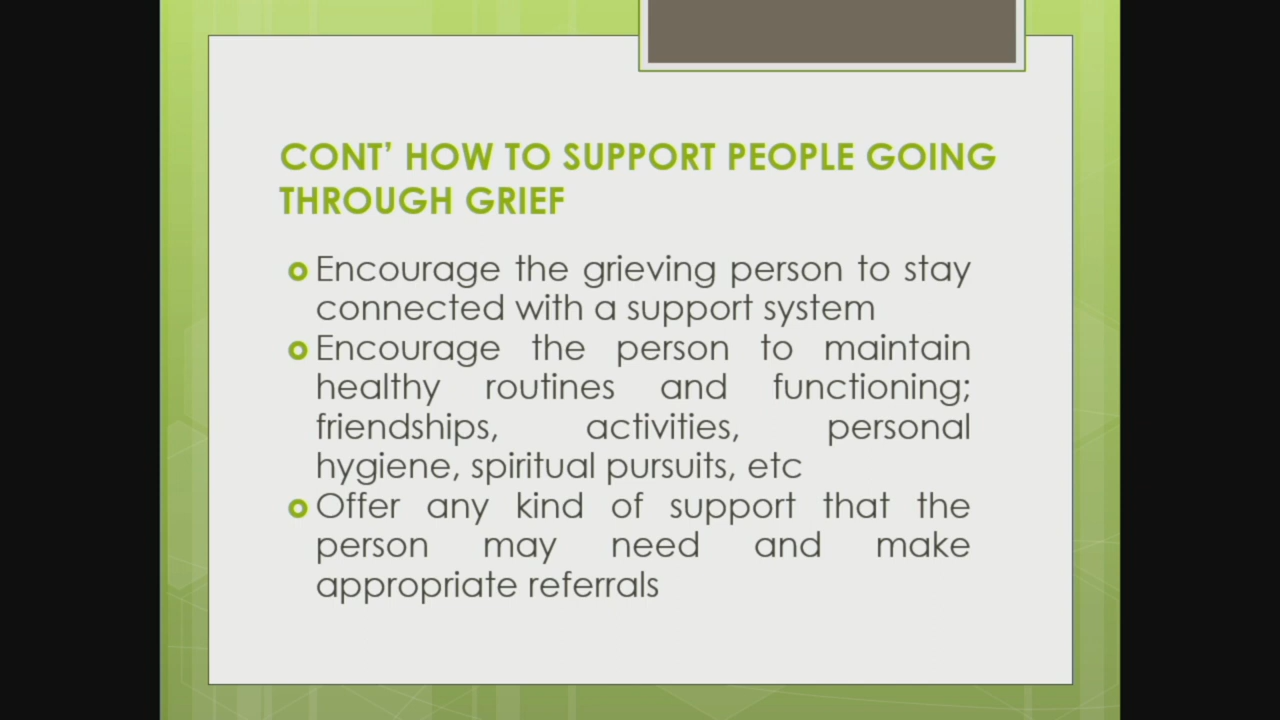 CONT’ HOW TO SUPPORT PEOPLE GOING
THROUGH GRIEF
Encourage the grieving person to stay
connected with a support system
Encourage the person to maintain
healthy routines and functioning;
friendships, activities, personal
hygiene, spiritual pursuits, etc
Offer any kind of support that the
person may need and make
appropriate referrals